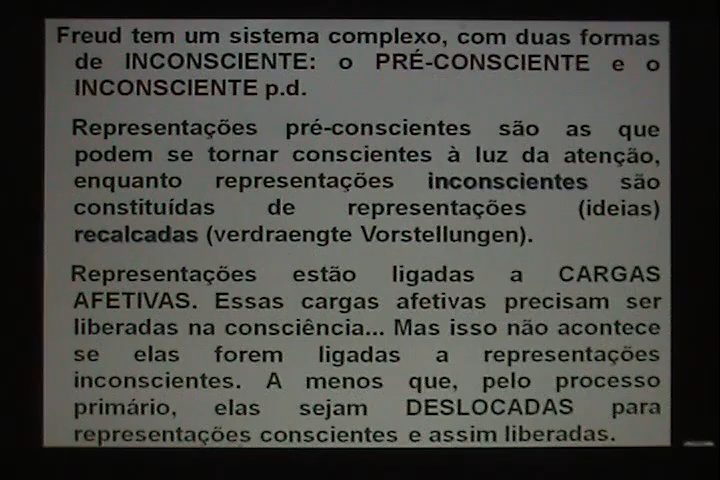 Freud tem um sistema complexo, com duas formas
de INCONSCIENTE: o PRÉ-CONSCIENTE e o
INCONSCIENTE p.d.
Representações pré-conscientes são as que
podem se tornar conscientes à luz da atenção,
enquanto representações inconscientes são
constituídas de representações (ideias)
recalcadas (verdraengte Vorstellungen).
Representações estão ligadas a CARGAS
AFETIVAS. Essas cargas afetivas precisam ser
liberadas na consciência... Mas isso não acontece
se elas forem ligadas a representações
inconscientes. A menos que, pelo processo
primário, elas sejam DESLOCADAS para
representações conscientes e assim liberadas.